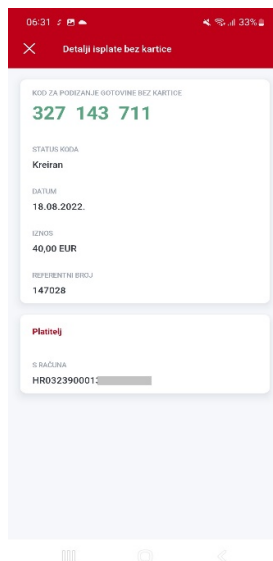 06:31
33%
Detalji isplate bez kartice
KOD ZA PODIZANJE GOTOVINE BEZ KARTICE
327 143 711
STATUS KODA
Kreiran
DATUM
18.08.2022.
IZNOS
40,00 EUR
REFERENTNI BROJ
147028
Platitelj
S RAČUNA
HR032390001